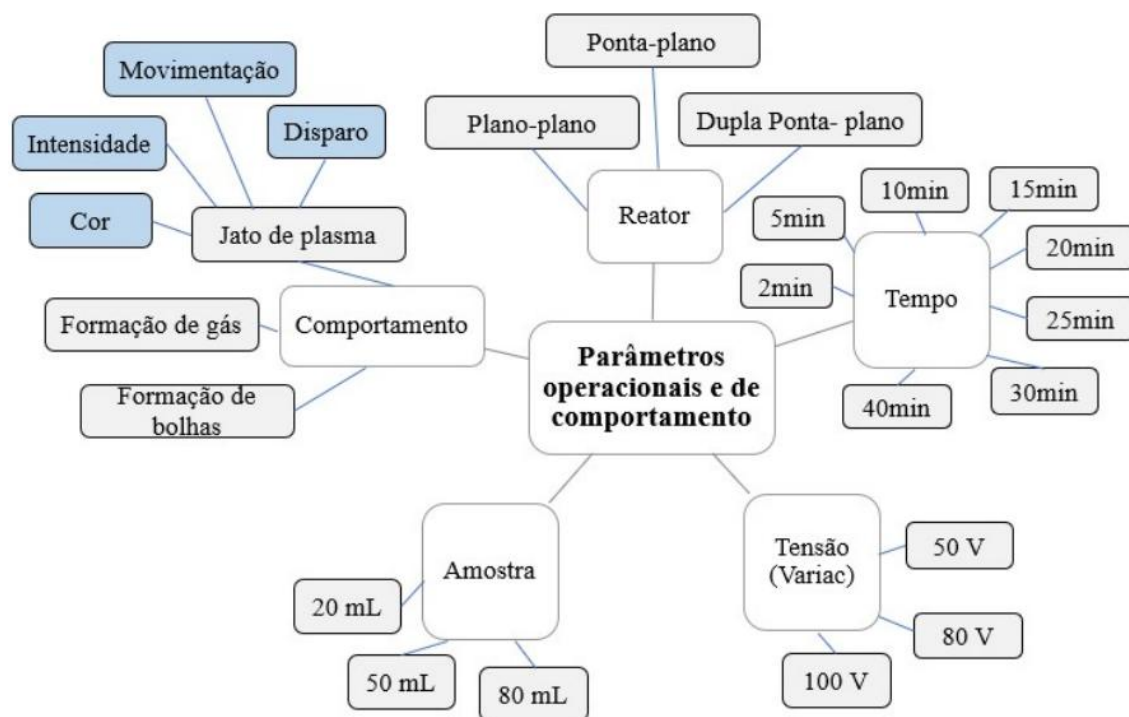 Ponta-plano
Movimentação
Plano-plano
Dupla Ponta- plano
Intensidade
Disparo
Cor
Jato de plasma
Reator
10min
15min
5min
20min
2min
Tempo
25min
30min
40min
Formação de gás
Comportamento
Formação de
bolhas
Parâmetros
operacionais e de
comportamento
Amostra
20 mL
50 mL
80 mL
Tensão
(Variac)
50 V
80 V
100 V